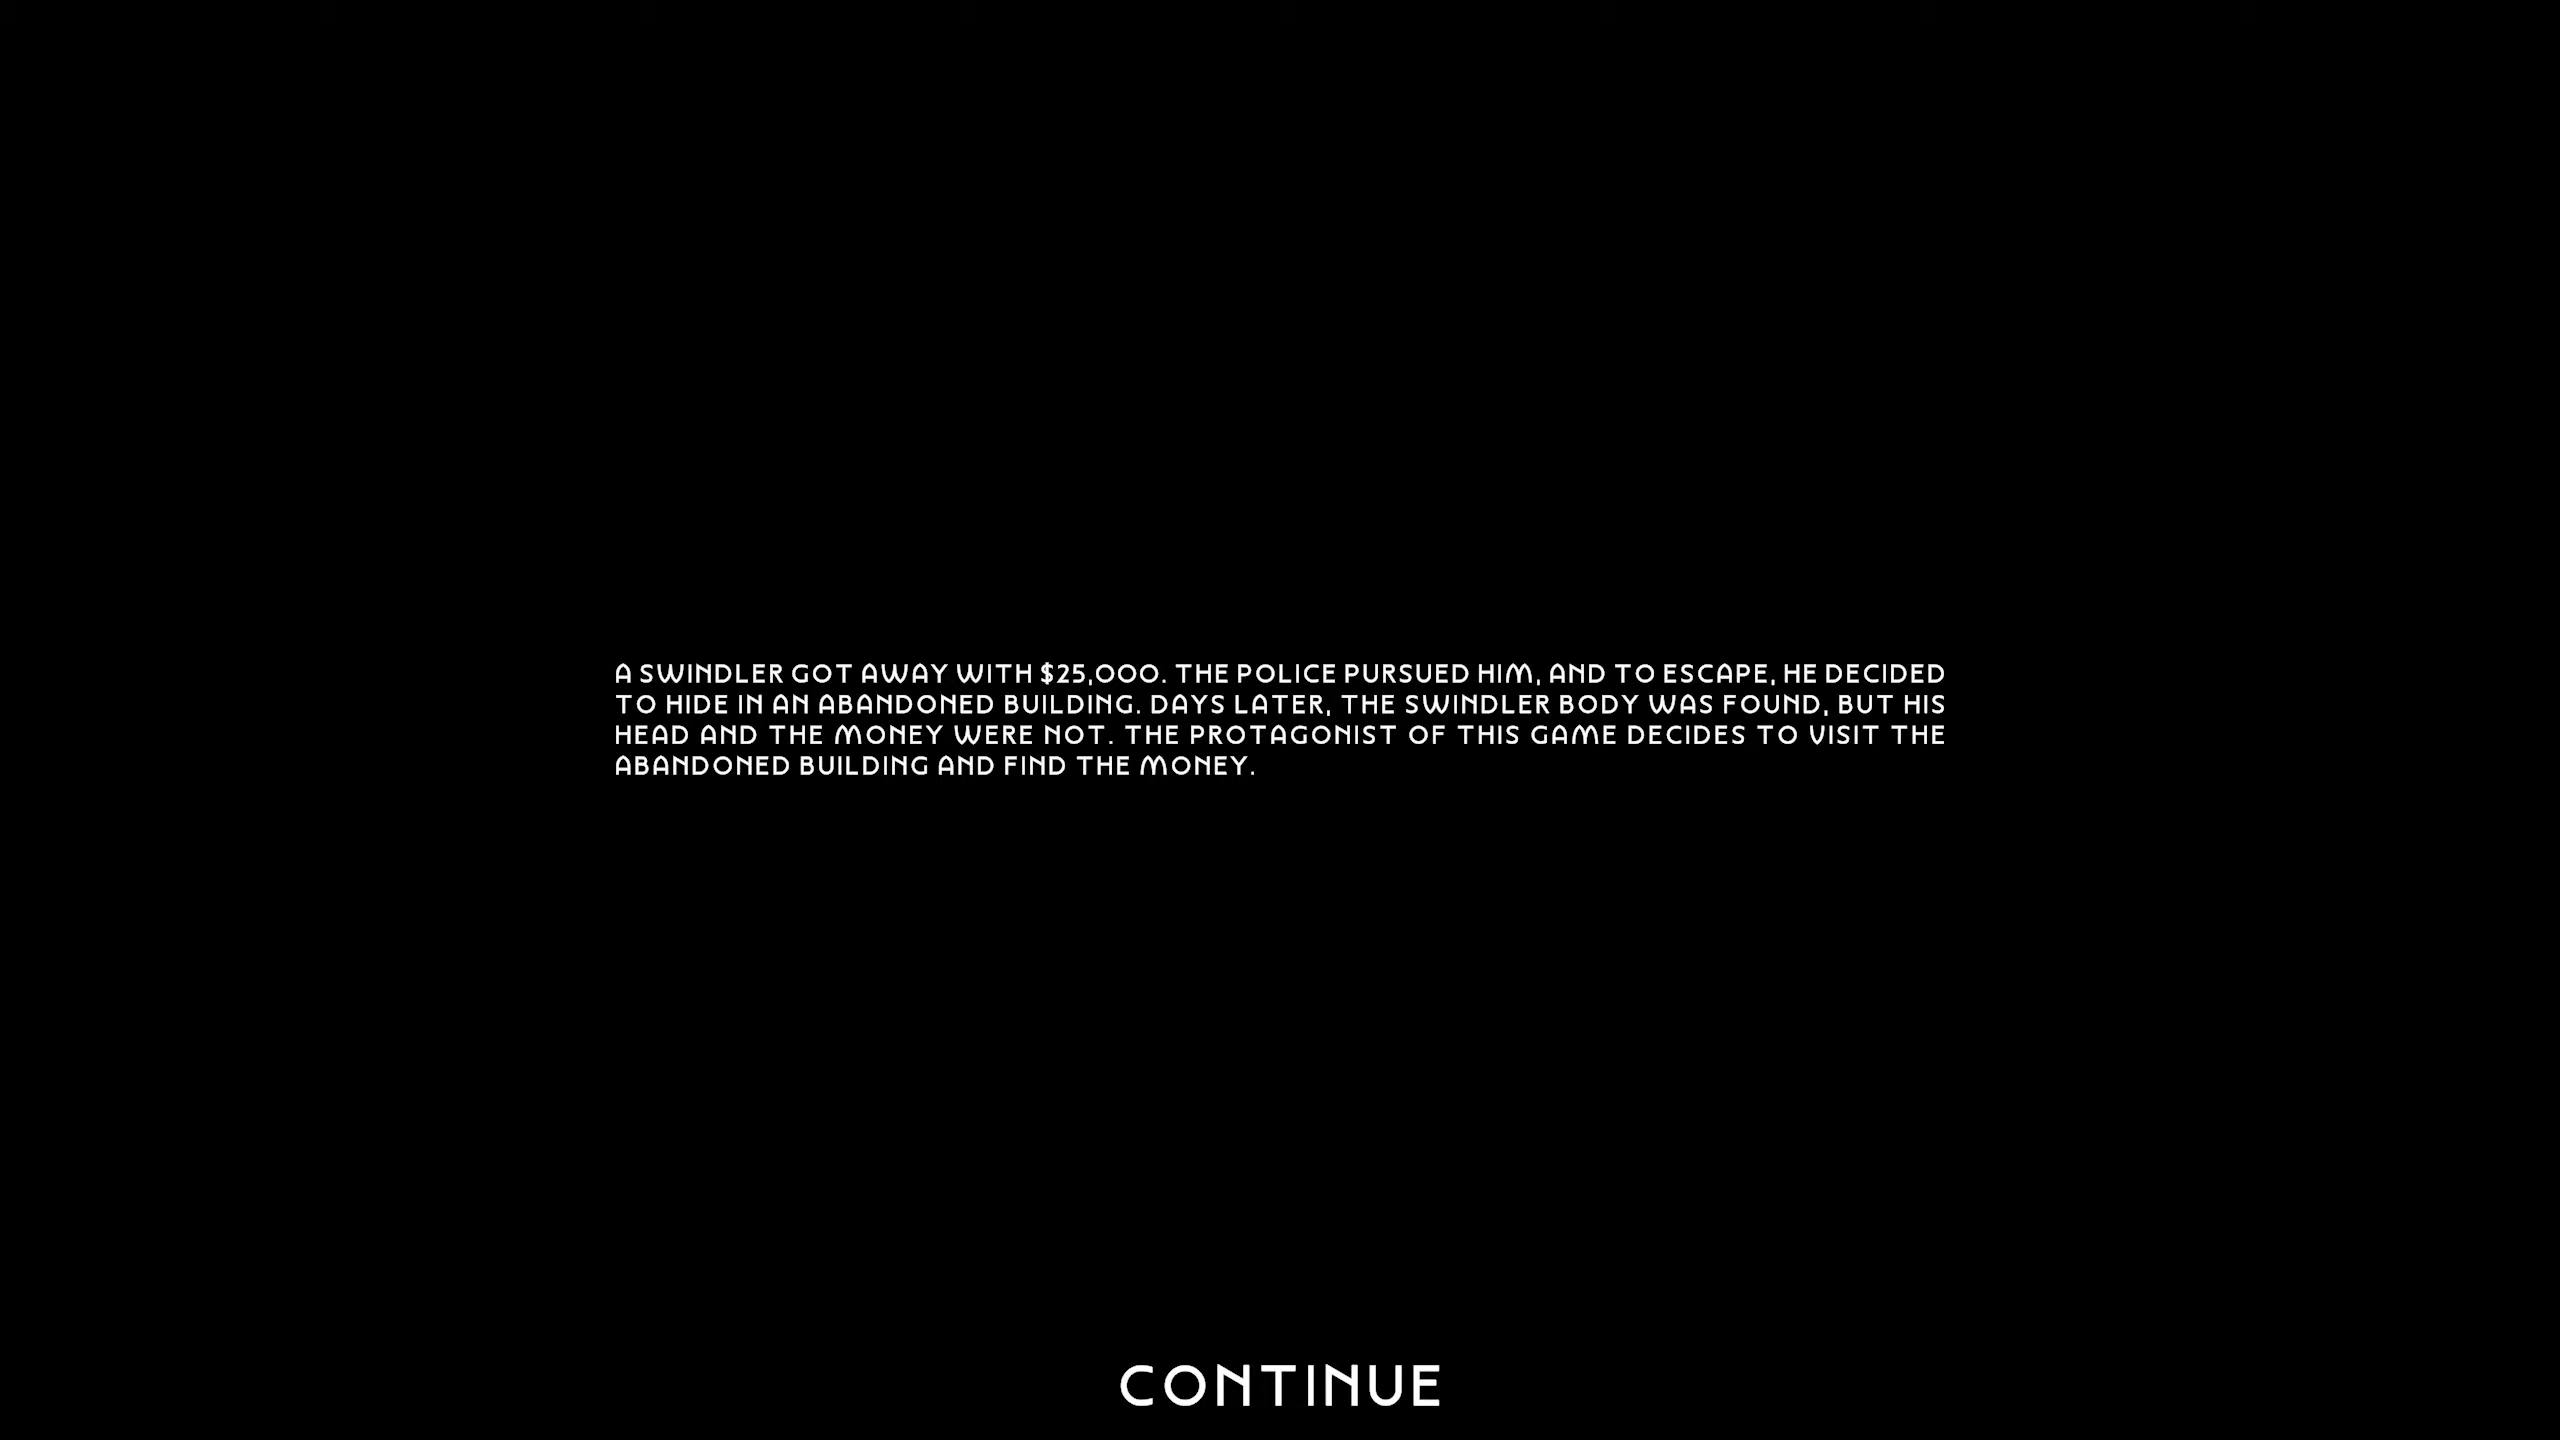 A SWINDLER GOT AWAY WITH $25,000. THE POLICE PURSUED HIM, AND TO ESCAPE, HE DECIDED
TO HIDE IN AN ABANDONED BUILDING. DAYS LATER, THE SWINDLER BODY WAS FOUND, BUT HIS
HEAD AND THE MONEY WERE NOT. THE PROTAGONIST OF THIS GAME DECIDES TO VISIT THE
ABANDONED BUILDING AND FIND THE MONEY.
CONTINUE